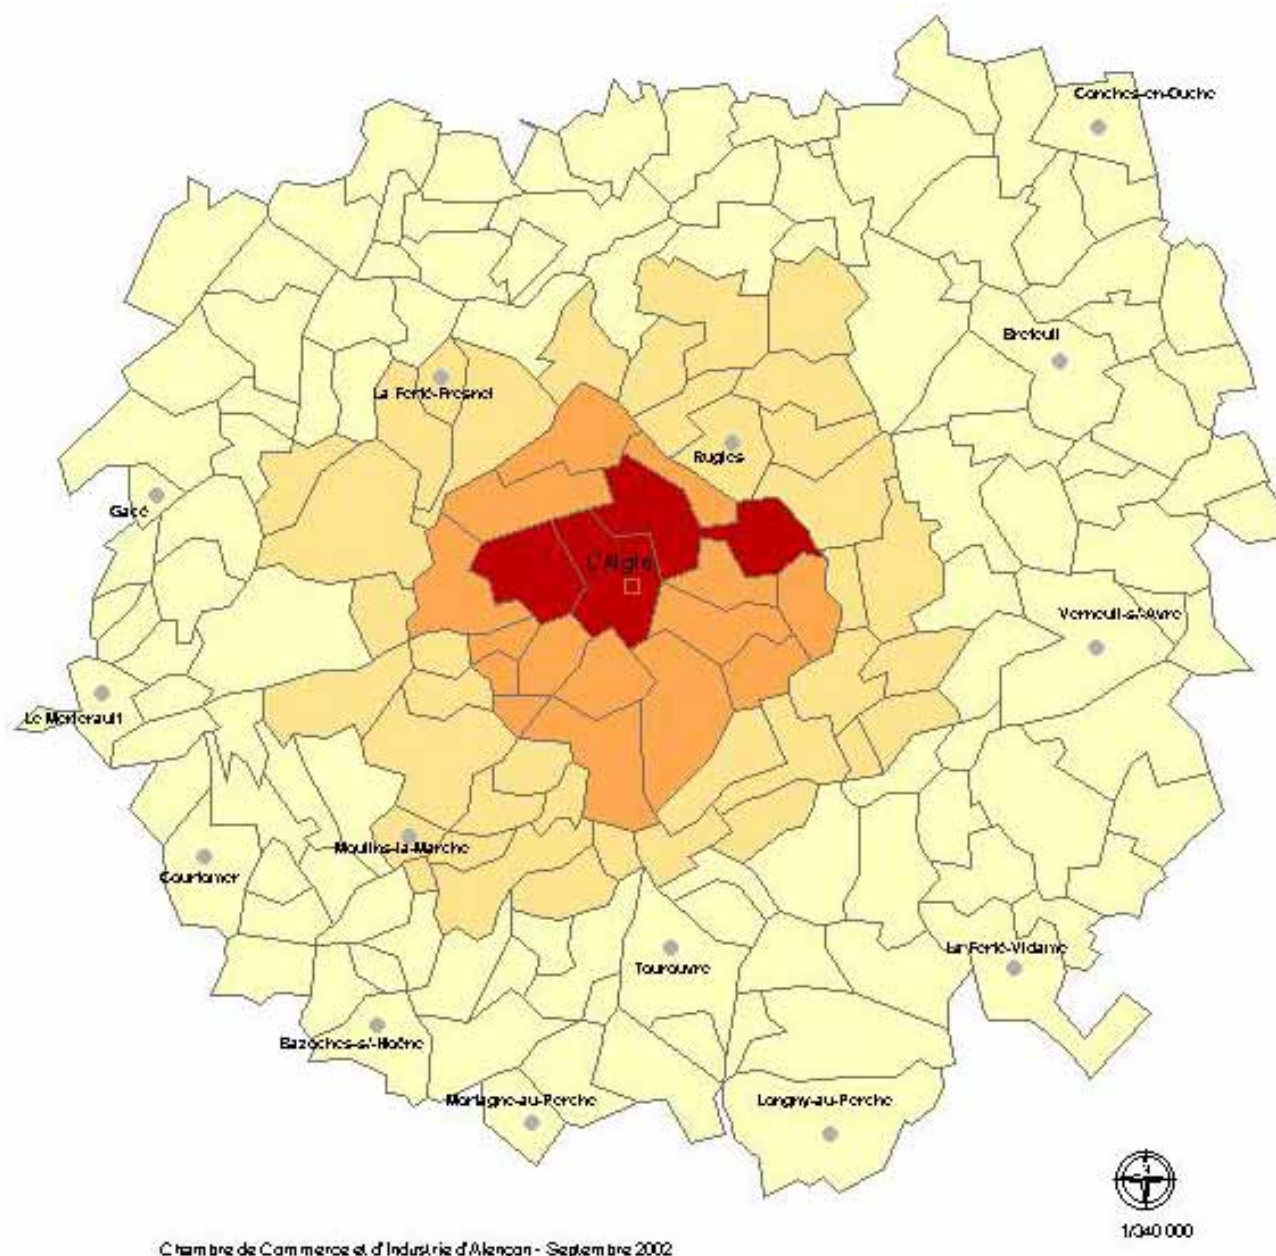 Conches-en-Ouche
Breteuil
La Ferté-Fresnel
Rugles
Gacé
L'Aigle
Verneuil-s/-Avre
Le Merlerault
Moulins-la-Marche
Courtomer
La Ferté-Vidame
Tourouvre
Bazoches-s/-Hoëne
Mortagne-au-Perche
Longny-au-Perche
N
1/340 000
Chambre de Commerce et d'Industrie d'Alençon - Septembre 2002